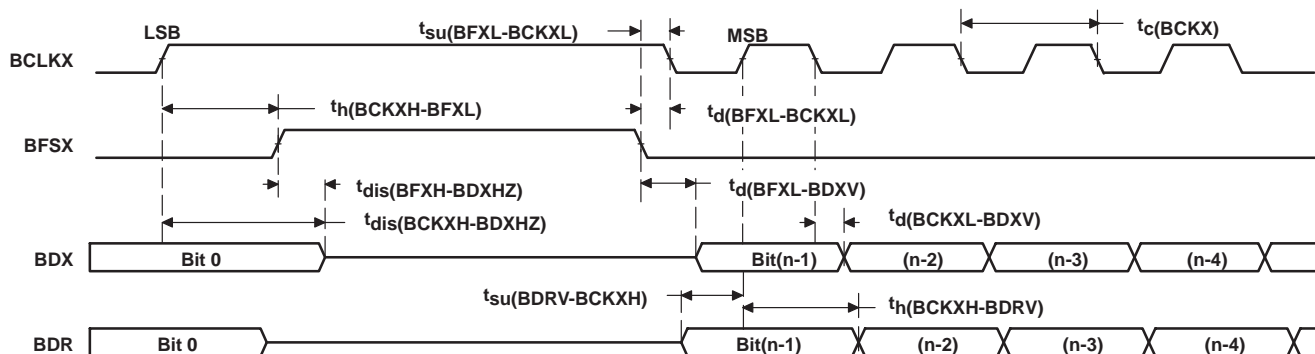 LSB tsu(BFXL-BCKXL) MSB tc(BCKX)
BCLKX
th(BCKXH-BFXL) td(BFXL-BCKXL)
BFSX
tdis(BFXH-BDXHZ) td(BFXL-BDXV)
tdis(BCKXH-BDXHZ) td(BCKXL-BDXV)
BDX Bit 0 Bit(n-1) (n-2) (n-3) (n-4)
tsu(BDRV-BCKXH) th(BCKXH-BDRV)
BDR Bit 0 Bit(n-1) (n-2) (n-3) (n-4)